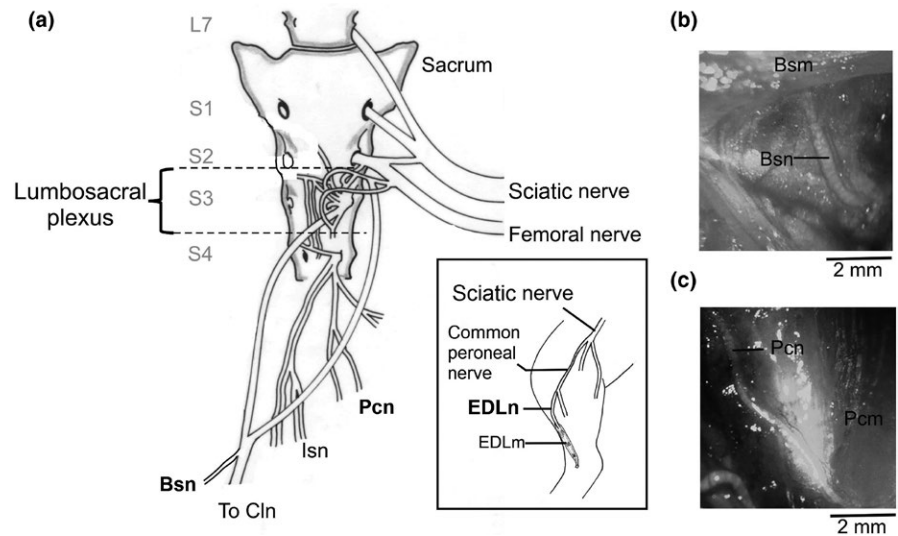 (a)
L7
Sacrum
S1
S2
Lumbosacral
plexus
S3
S4
Sciatic nerve
Femoral nerve
Pcn
Isn
Bsn
To Cln
Sciatic nerve
Common
peroneal
nerve
EDLn
EDLm
(b)
Bsm
Bsn
2 mm
(c)
Pcn
Pcm
2 mm